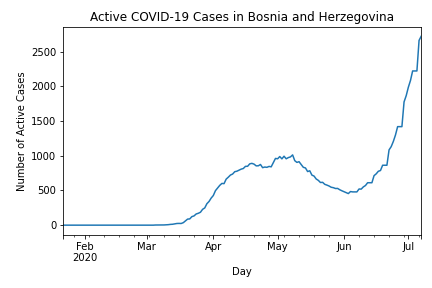 Active COVID-19 Cases in Bosnia and Herzegovina
Number of Active Cases
2500
2000
1500
1000
500
0
Feb Mar Apr May Jun Jul
2020
Day